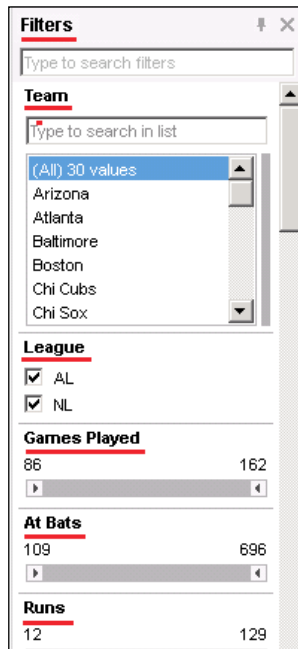 Filters
Type to search filters
Team
Type to search in list
(All) 30 values
Arizona
Atlanta
Baltimore
Boston
Chi Cubs
Chi Sox
League
AL
NL
Games Played
86 162
At Bats
109 696
Runs
12 129